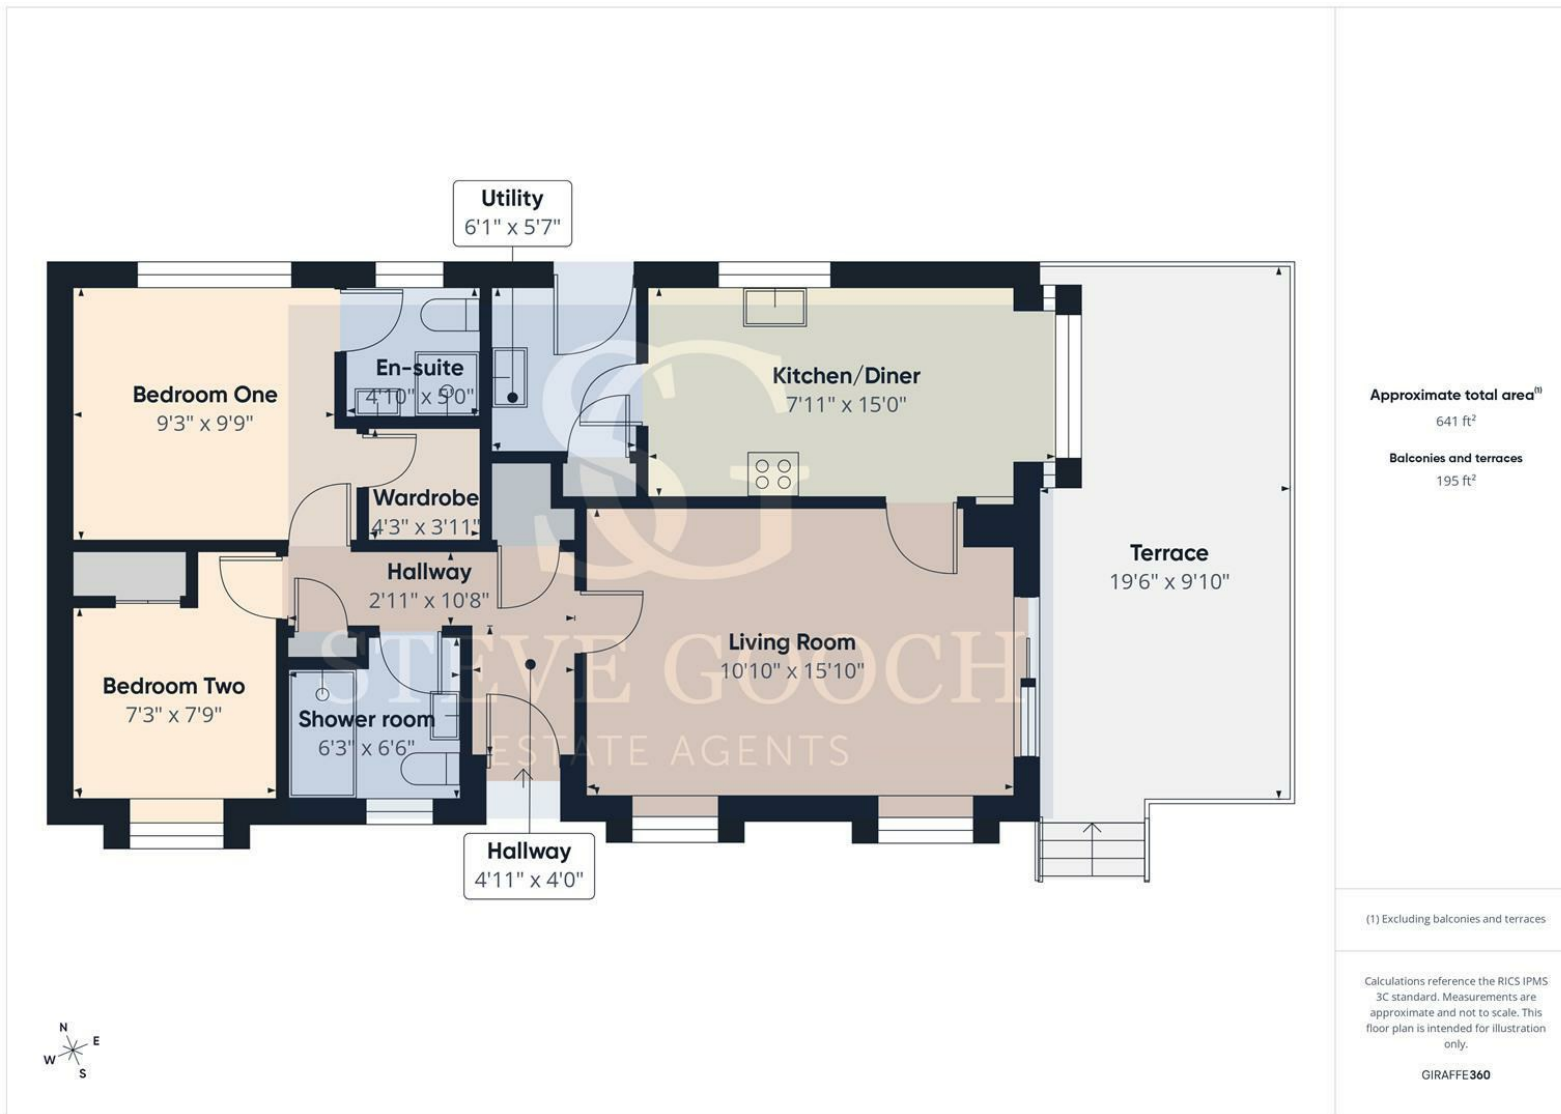 Utility
6'1" x 5'7"
Bedroom One
9'3" x 9'9"
En-suite
4'10" x 5'0"
Kitchen/Diner
7'11" x 15'0"
Wardrobe
4'3" x 3'11"
Hallway
2'11" x 10'8"
Terrace
19'6" x 9'10"
Living Room
10'10" x 15'10"
Bedroom Two
7'3" x 7'9"
Shower room
6'3" x 6'6"
Hallway
4'11" x 4'0"
SG
STEVE GOOCH
ESTATE AGENTS
N
E
W
S
Approximate total area(1)
641 ft²
Balconies and terraces
195 ft²
(1) Excluding balconies and terraces
Calculations reference the RICS IPMS
3C standard. Measurements are
approximate and not to scale. This
floor plan is intended for illustration
only.
GIRAFFE360